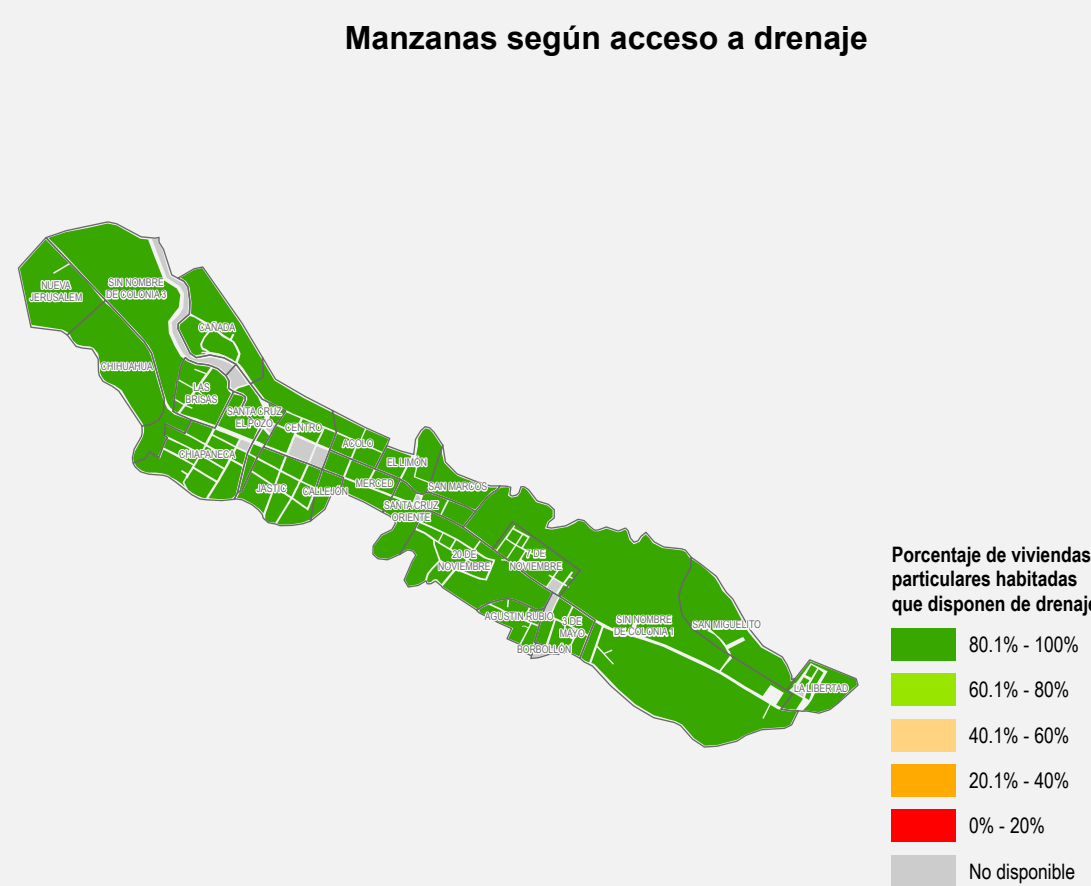 Manzanas según acceso a drenaje
NUEVA
JERUSALEM
SIN NOMBRE
DE COLONIA 3
CAÑADA
CHIHUAHUA
LAS
BRISAS
SANTA CRUZ
EL POZO
CENTRO
ACOLO
CHIAPANECA
EL LIMÓN
JASTIC
CALLEJÓN
MERCED
SAN MARCOS
SANTA CRUZ
ORIENTE
20 DE
NOVIEMBRE
7 DE
NOVIEMBRE
AGUSTIN RUBIO
3 DE
MAYO
BORBOLLÓN
SIN NOMBRE
DE COLONIA 1
SAN MIGUELITO
LA LIBERTAD
Porcentaje de viviendas
particulares habitadas
que disponen de drenaje
80.1% - 100%
60.1% - 80%
40.1% - 60%
20.1% - 40%
0% - 20%
No disponible